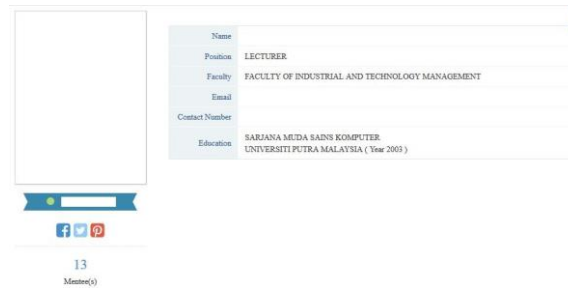 Name
Position LECTURER
Faculty FACULTY OF INDUSTRIAL AND TECHNOLOGY MANAGEMENT
Email
Contact Number
Education SARJANA MUDA SAINS KOMPUTER
UNIVERSITI PUTRA MALAYSIA ( Year 2003 )
13
Mentee(s)